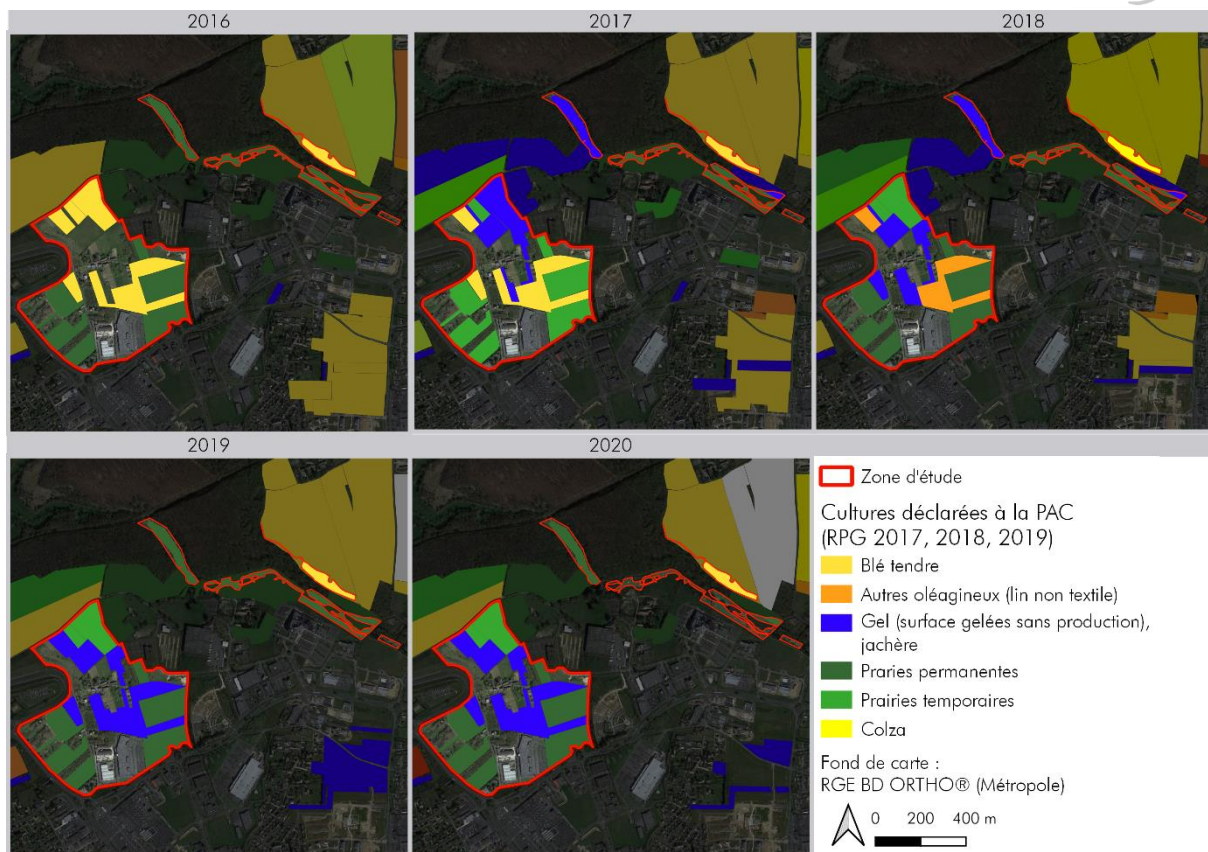 2016
2017
2018
2019
2020
Zone d'étude
Cultures déclarées à la PAC
(RPG 2017, 2018, 2019)
Blé tendre
Autres oléagineux (lin non textile)
Gel (surface gelées sans production),
jachère
Praries permanentes
Prairies temporaires
Colza
Fond de carte :
RGE BD ORTHO® (Métropole)
0 200 400 m